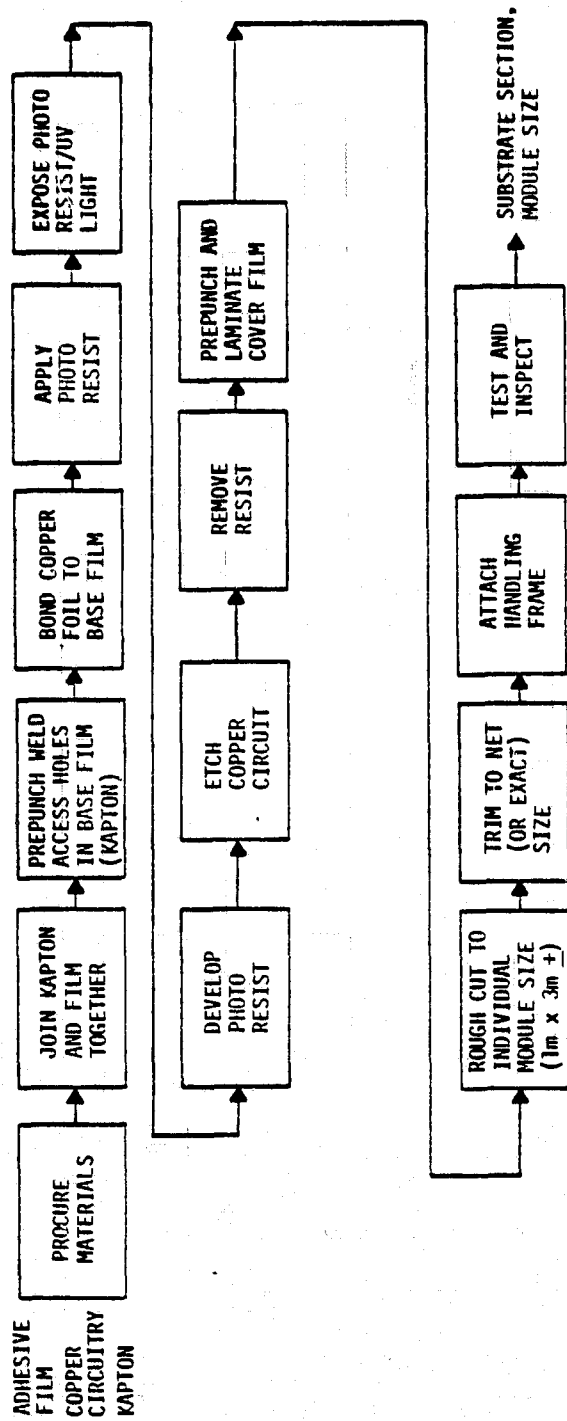 ADHESIVE
FILM
COPPER
CIRCUITRY
KAPTON
PROCURE
MATERIALS
JOIN KAPTON
AND FILM
TOGETHER
PREPUNCH WELD
ACCESS HOLES
IN BASE FILM
(KAPTON)
BOND COPPER
FOIL TO
BASE FILM
APPLY
PHOTO
RESIST
EXPOSE PHOTO
RESIST/UV
LIGHT
DEVELOP
PHOTO
RESIST
ETCH
COPPER
CIRCUIT
REMOVE
RESIST
PREPUNCH AND
LAMINATE
COVER FILM
ROUGH CUT TO
INDIVIDUAL
MODULE SIZE
(1m x 3m ±)
TRIM TO NET
(OR EXACT)
SIZE
ATTACH
HANDLING
FRAME
TEST AND
INSPECT
SUBSTRATE SECTION,
MODULE SIZE